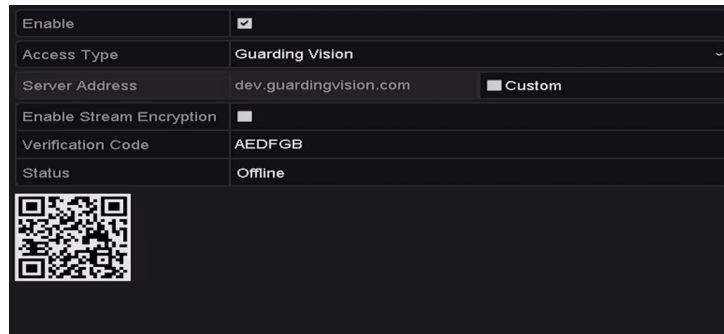 Enable
Access Type Guarding Vision
Server Address dev.guardingvision.com Custom
Enable Stream Encryption
Verification Code AEDFGB
Status Offline